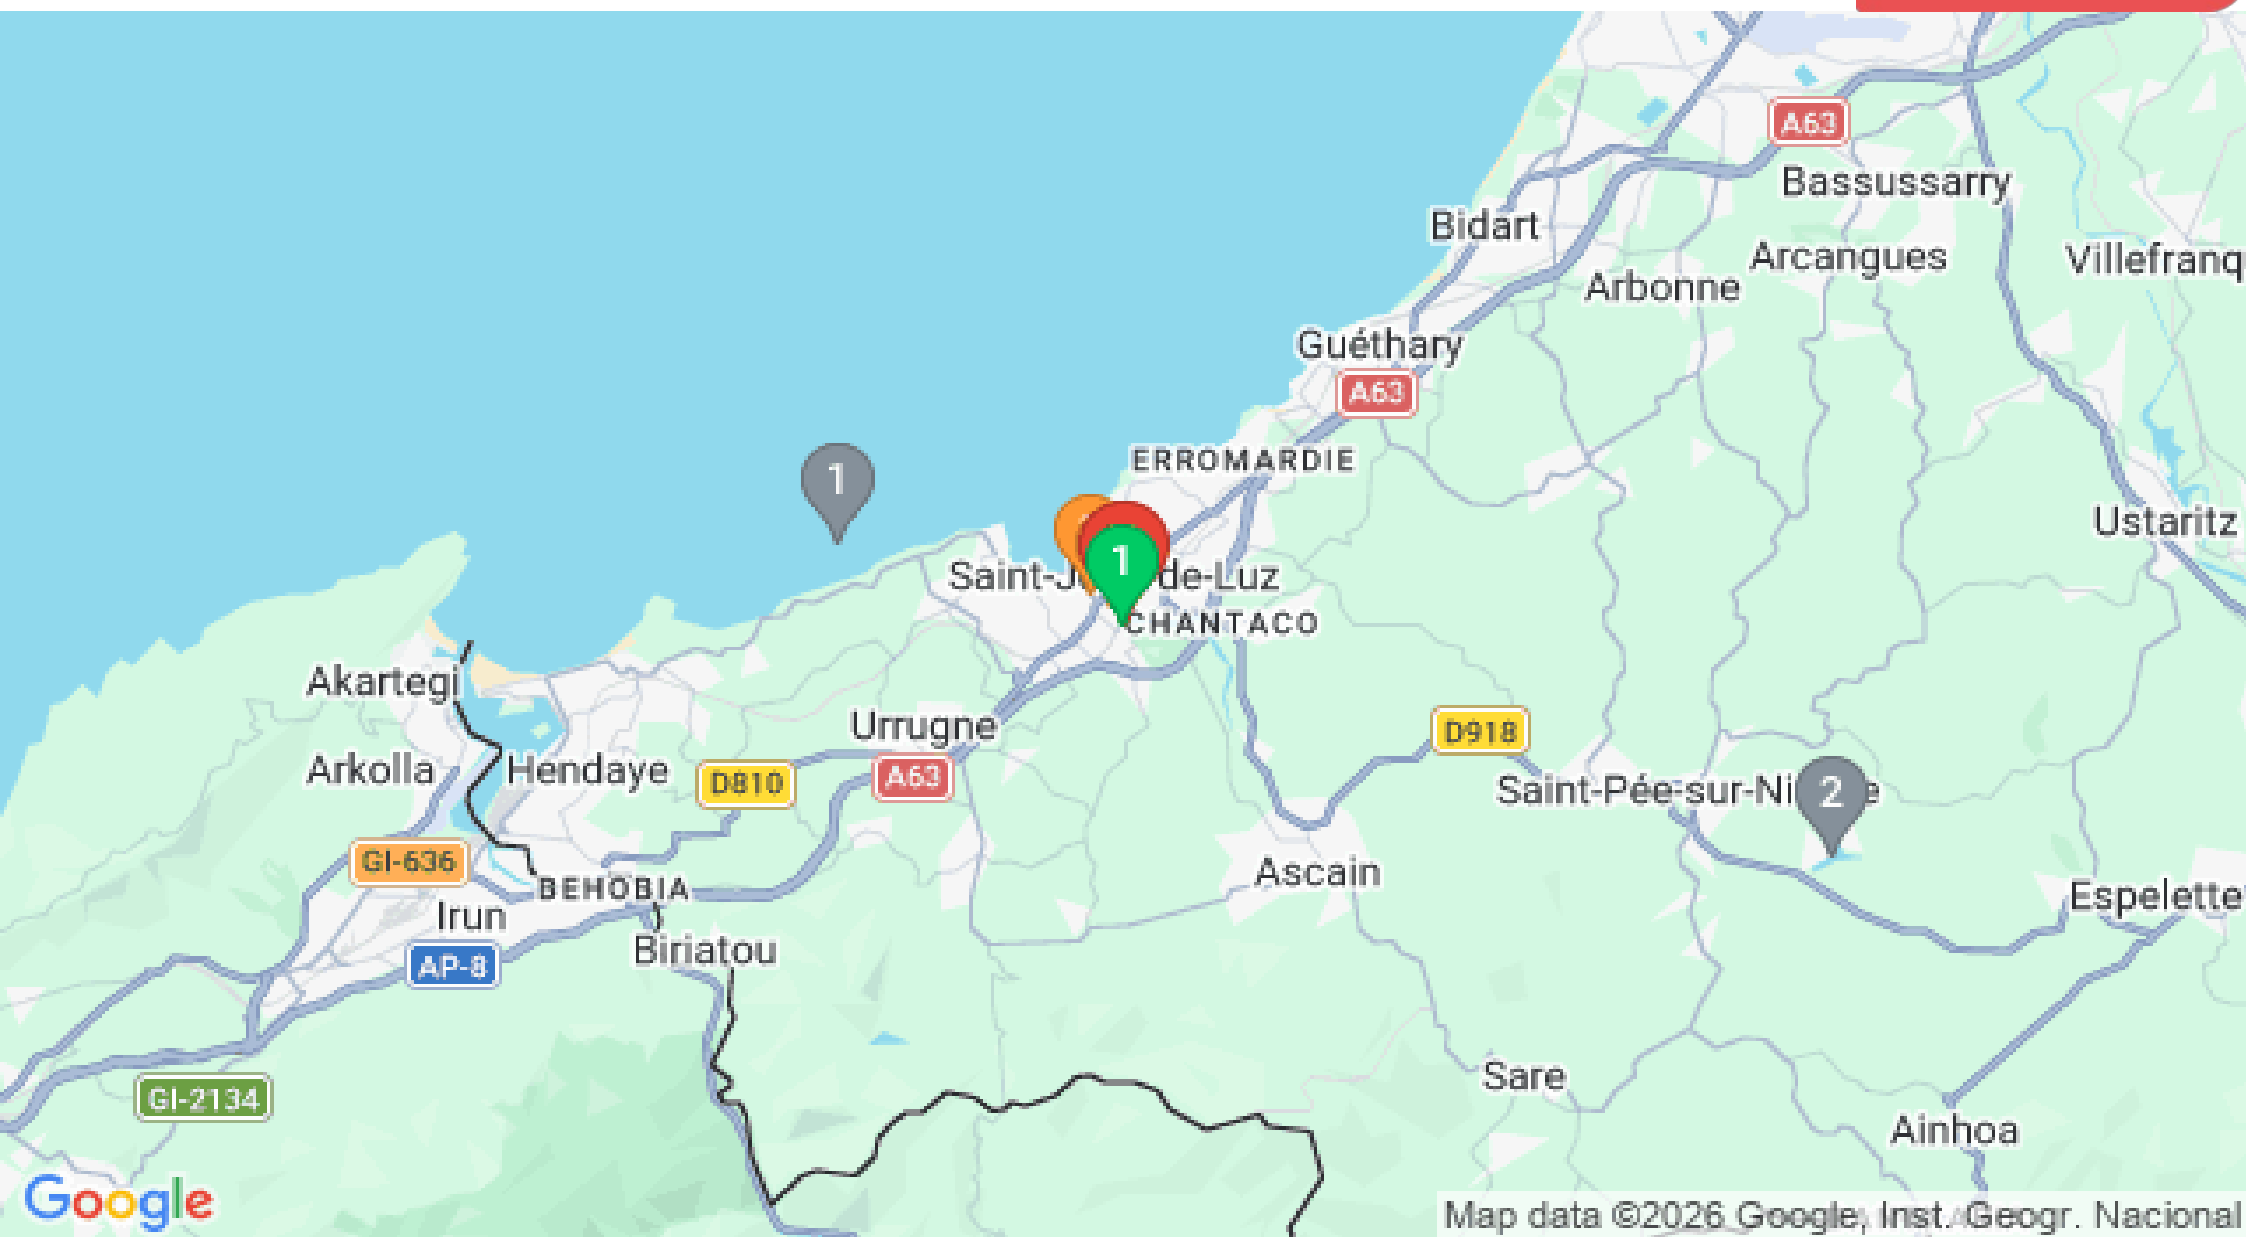 A63
Bassussarry
Bidart
Arcangues
Villefranq
Arbonne
Guéthary
A63
ERROMARDIE
1
1
Saint-J de-Luz
CHANTACO
Ustaritz
Akartegi
Urrugne
D918
Arkolla
Hendaye
D810
A63
Saint-Pée-sur-Ni e
2
GI-636
BEHOBIA
Ascain
Espelette
Irun
Biriatou
AP-8
Sare
GI-2134
Ainhoa
Google
Map data ©2026 Google, Inst. Geogr. Nacional